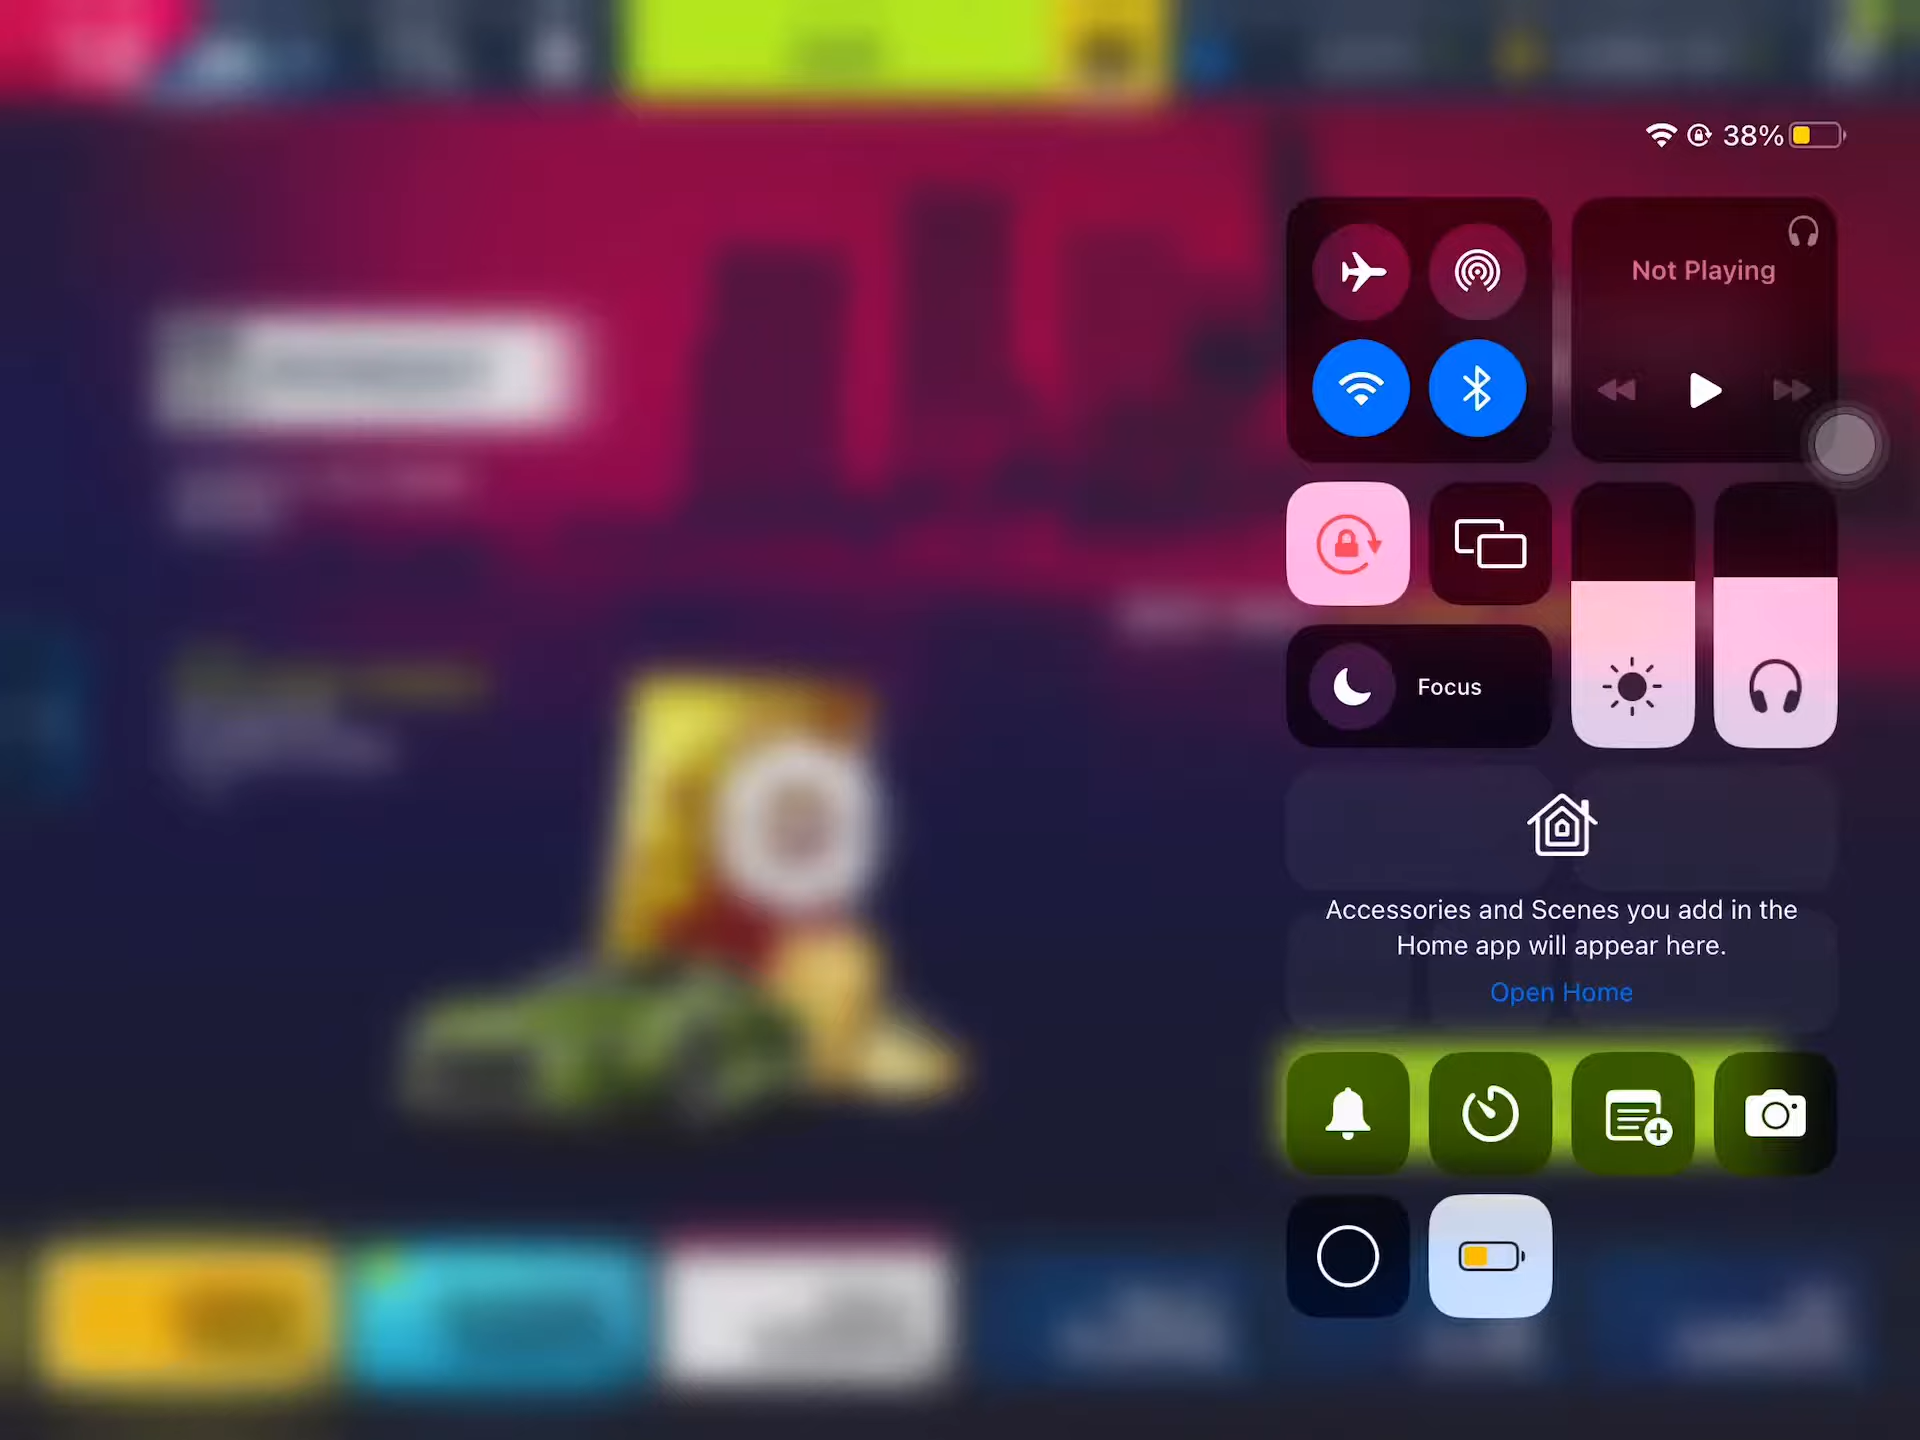 38%
Not Playing
Focus
Accessories and Scenes you add in the
Home app will appear here.
Open Home